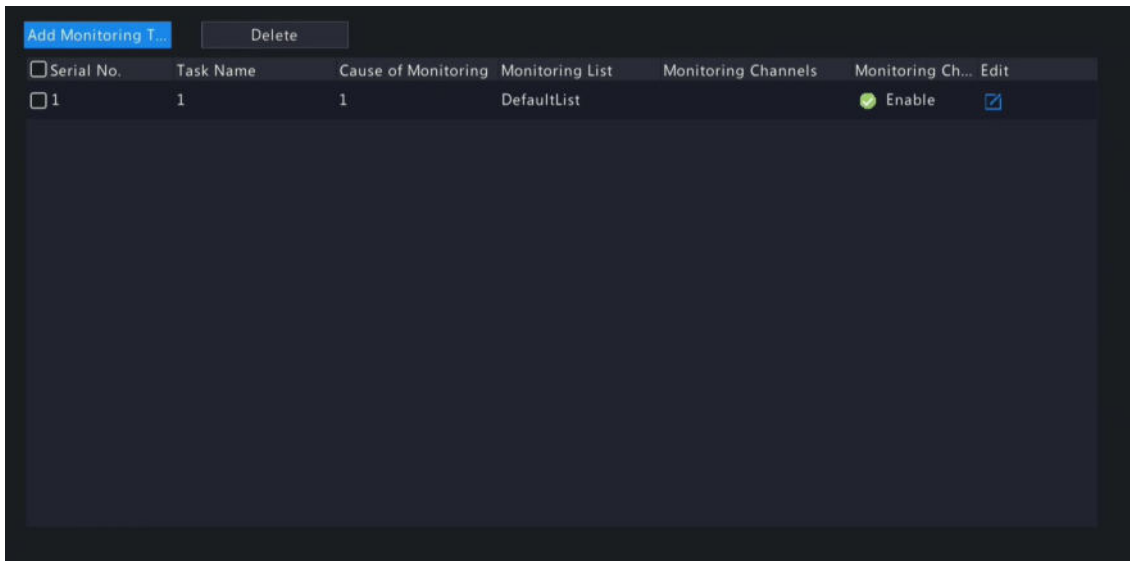 Add Monitoring T... Delete
Serial No. Task Name Cause of Monitoring Monitoring List Monitoring Channels Monitoring Ch... Edit
1 1 1 DefaultList Enable